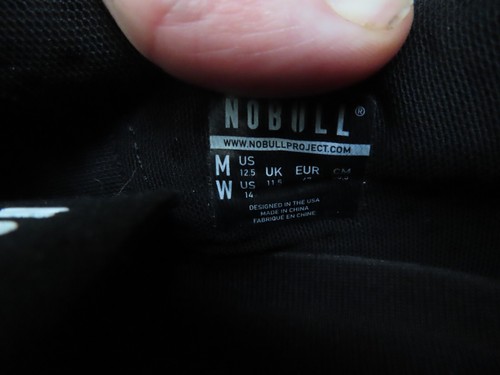 NOBULL®
WWW.NOBULLPROJECT.COM
M US 12.5 UK 11.5 EUR CM
W US 14
DESIGNED IN THE USA
MADE IN CHINA
FABRIQUÉ EN CHINE